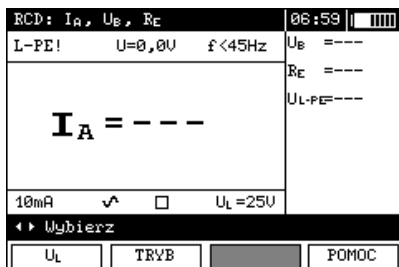 RCD: IA, UB, RE 06:59
L-PE! U=0,0V f<45Hz
UB =---
RE =---
UL-PE=---
IA = ---
10mA UL=25V
Wybierz
UL TRYB POMOC